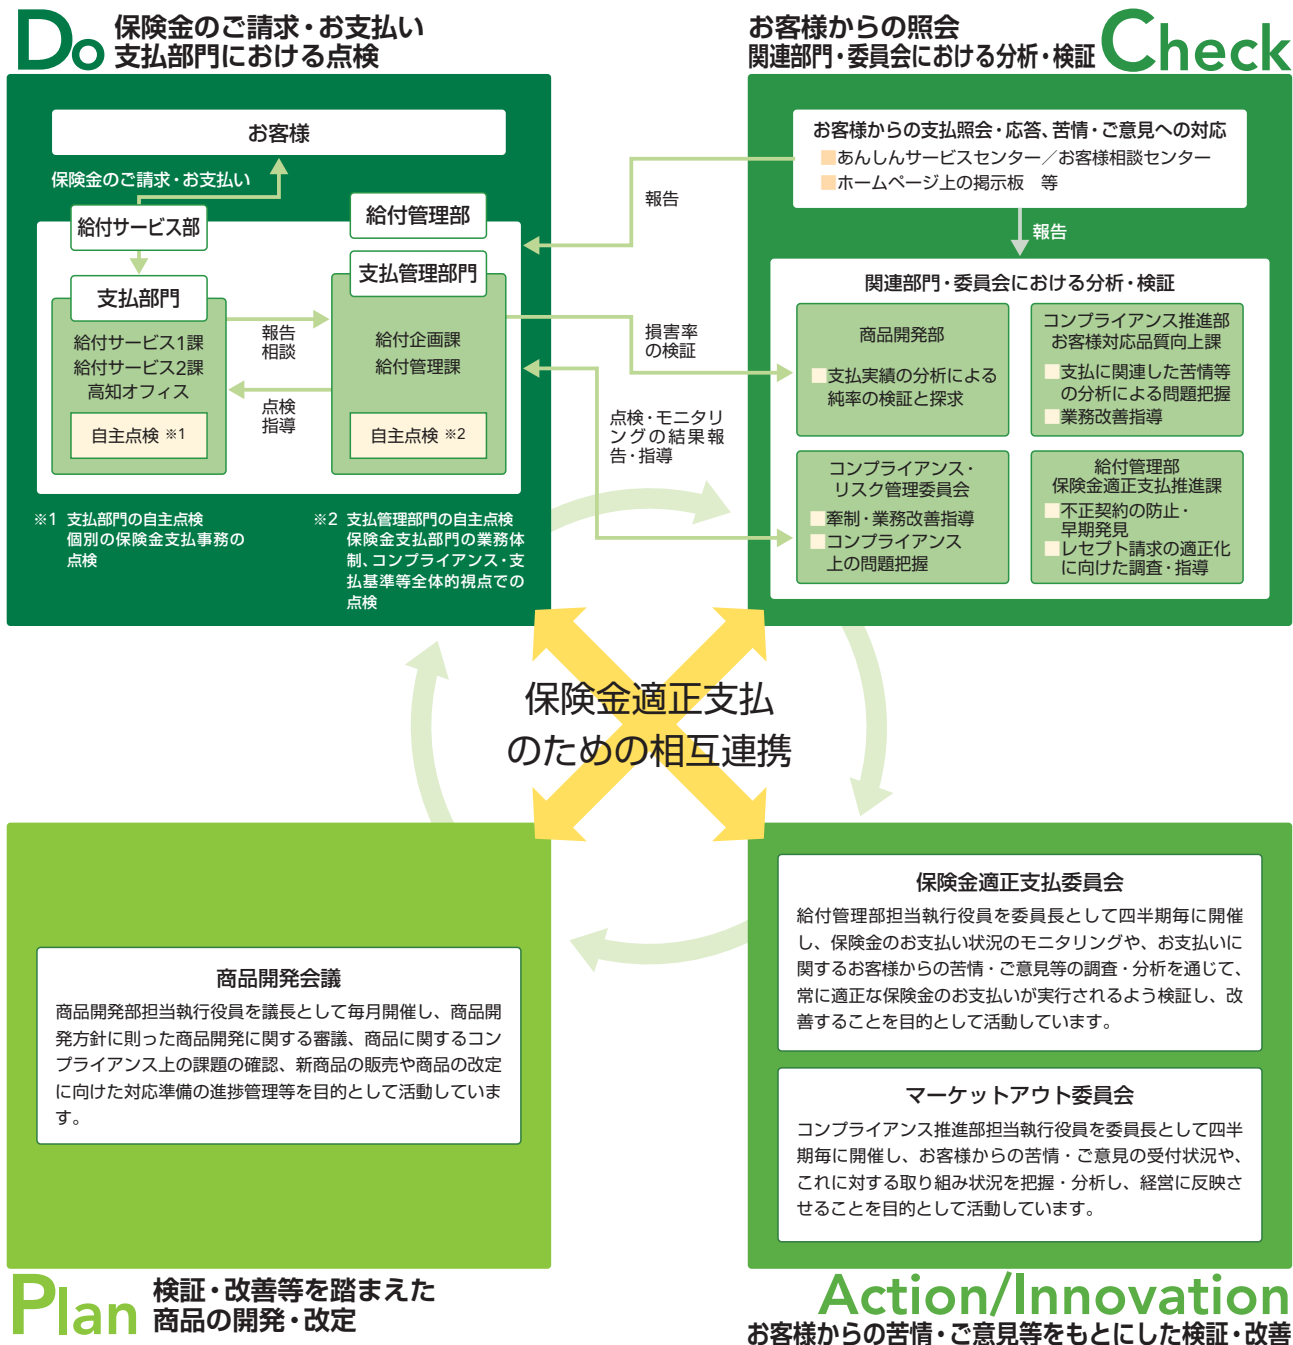 Do
保険金のご請求・お支払い
支払部門における点検
お客様
保険金のご請求・お支払い
給付サービス部
給付管理部
支払管理部門
支払部門
給付サービス1課
給付サービス2課
高知オフィス
自主点検 ※1
報告
相談
点検
指導
給付企画課
給付管理課
自主点検 ※2
※1 支払部門の自主点検
個別の保険金支払事務の
点検
※2 支払管理部門の自主点検
保険金支払部門の業務体
制、コンプライアンス・支
払基準等全体的視点での
点検
報告
損害率
の検証
点検・モニタリ
ングの結果報
告・指導
お客様からの照会
関連部門・委員会における分析・検証
Check
お客様からの支払照会・応答、苦情・ご意見への対応
■あんしんサービスセンター／お客様相談センター
■ホームページ上の掲示板 等
報告
関連部門・委員会における分析・検証
商品開発部
■支払実績の分析による
純率の検証と探求
コンプライアンス推進部
お客様対応品質向上課
■支払に関連した苦情等
の分析による問題把握
■業務改善指導
コンプライアンス・
リスク管理委員会
■牽制・業務改善指導
■コンプライアンス
上の問題把握
給付管理部
保険金適正支払推進課
■不正契約の防止・
早期発見
■レセプト請求の適正化
に向けた調査・指導
保険金適正支払
のための相互連携
商品開発会議
商品開発部担当執行役員を議長として毎月開催し、商品開
発方針に則った商品開発に関する審議、商品に関するコン
プライアンス上の課題の確認、新商品の販売や商品の改定
に向けた対応準備の進捗管理等を目的として活動していま
す。
Plan
検証・改善等を踏まえた
商品の開発・改定
保険金適正支払委員会
給付管理部担当執行役員を委員長として四半期毎に開催
し、保険金のお支払い状況のモニタリングや、お支払いに
関するお客様からの苦情・ご意見等の調査・分析を通じて、
常に適正な保険金のお支払いが実行されるよう検証し、改
善することを目的として活動しています。
マーケットアウト委員会
コンプライアンス推進部担当執行役員を委員長として四半
期毎に開催し、お客様からの苦情・ご意見の受付状況や、
これに対する取り組み状況を把握・分析し、経営に反映さ
せることを目的として活動しています。
Action/Innovation
お客様からの苦情・ご意見等をもとにした検証・改善